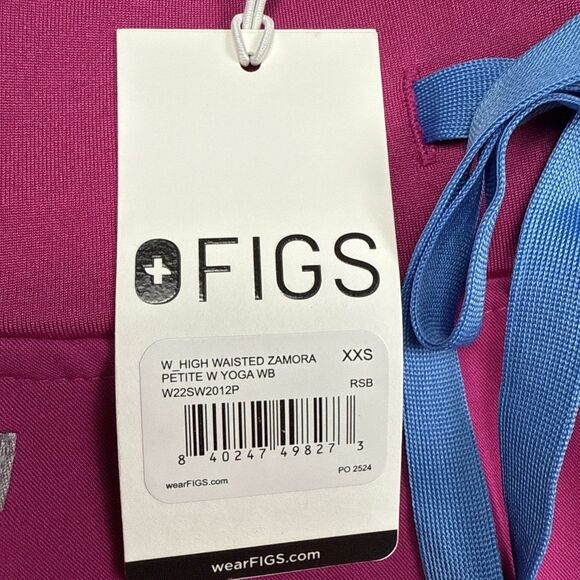 FIGS
W_HIGH WAISTED ZAMORA XXS
PETITE W YOGA WB
W22SW2012P RSB
8 40247 49827 3
wearFIGS.com PO 2524
wearFIGS.com